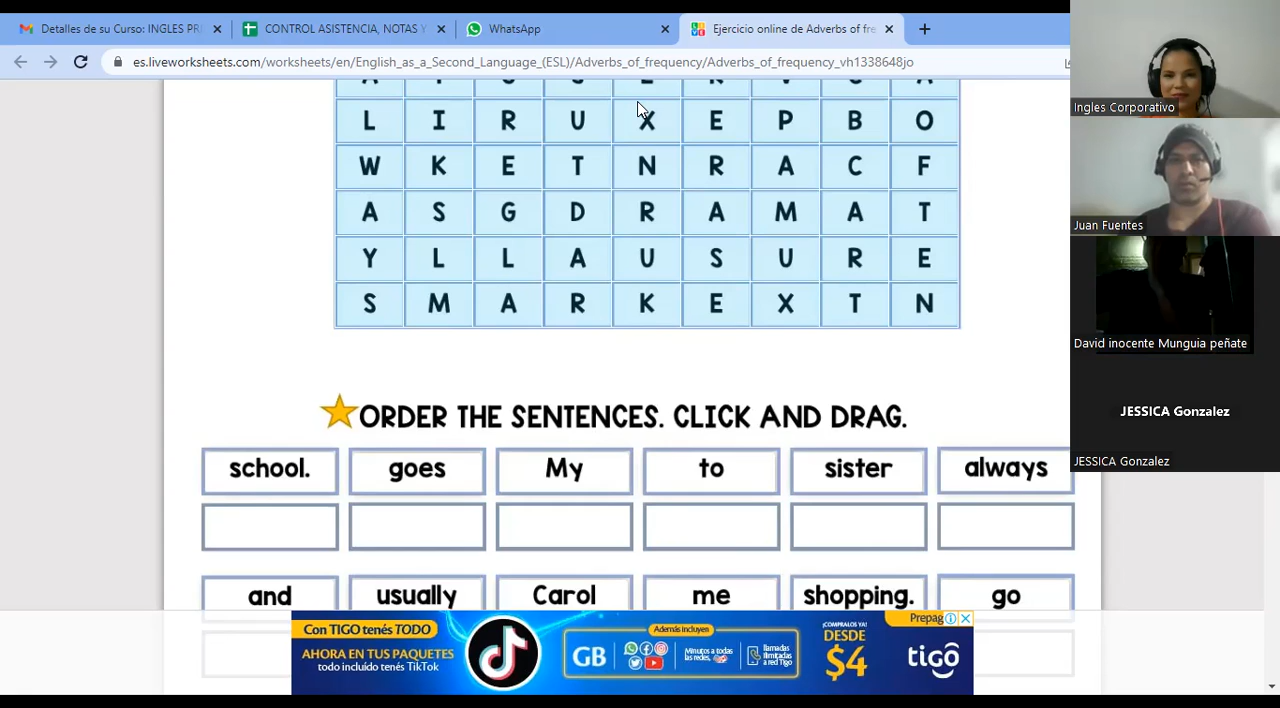 Detalles de su Curso: INGLES PRI
CONTROL ASISTENCIA, NOTAS Y
WhatsApp
Ejercicio online de Adverbs of fre
es.liveworksheets.com/worksheets/en/English_as_a_Second_Language_(ESL)/Adverbs_of_frequency/Adverbs_of_frequency_vh1338648jo
L I R U X E P B O
W K E T N R A C F
A S G D R A M A T
Y L L A U S U R E
S M A R K E X T N
ORDER THE SENTENCES. CLICK AND DRAG.
school. goes My to sister always
and usually Carol me shopping. go
Con TIGO tenés TODO
AHORA EN TUS PAQUETES
todo incluído tenés TikTok
Además incluyen
GB
Minutos a todas
las redes,
llamadas
ilimitadas
a red Tigo
¡CÓMPRALOS YA!
DESDE
$4
Prepag
tigo
Ingles Corporativo
Juan Fuentes
David inocente Munguia peñate
JESSICA Gonzalez
JESSICA Gonzalez